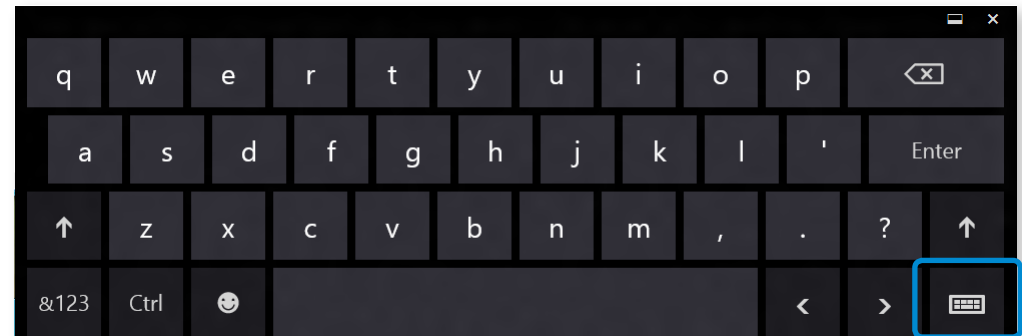 q w e r t y u i o p
a s d f g h j k l ' Enter
z x c v b n m , . ?
&123 Ctrl < >